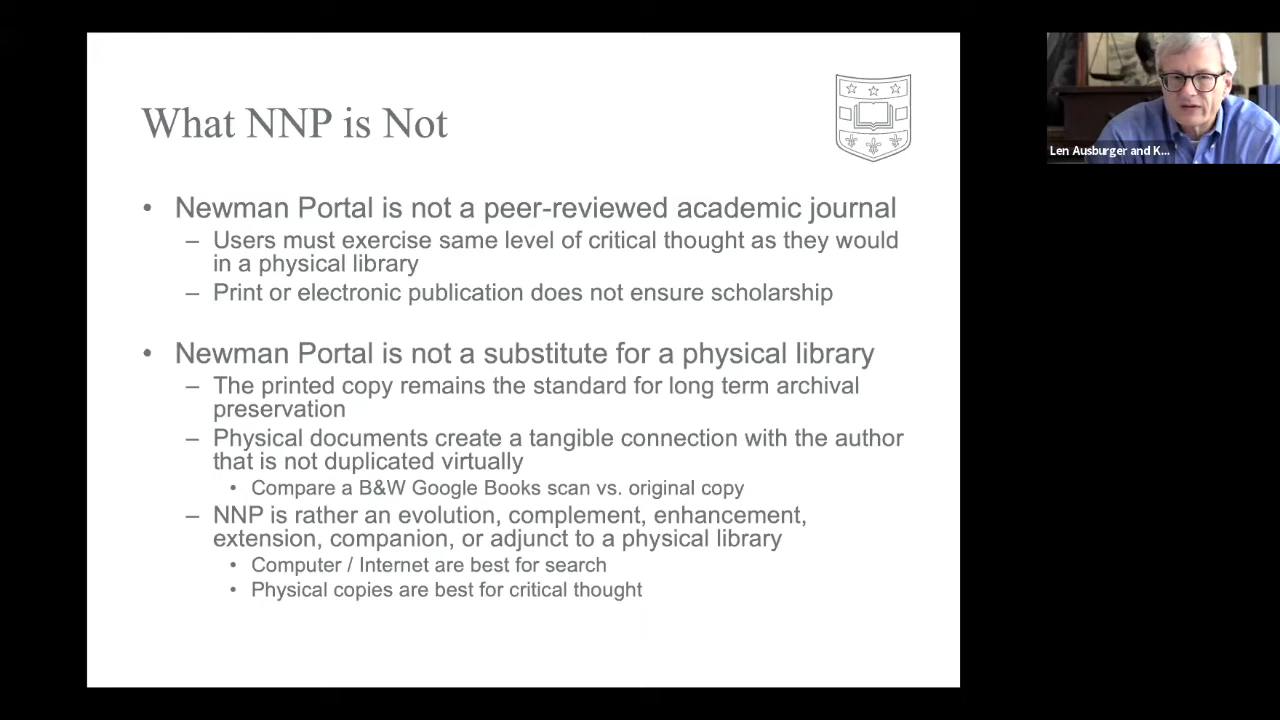 What NNP is Not
• Newman Portal is not a peer-reviewed academic journal
– Users must exercise same level of critical thought as they would
in a physical library
– Print or electronic publication does not ensure scholarship
• Newman Portal is not a substitute for a physical library
– The printed copy remains the standard for long term archival
preservation
– Physical documents create a tangible connection with the author
that is not duplicated virtually
• Compare a B&W Google Books scan vs. original copy
– NNP is rather an evolution, complement, enhancement,
extension, companion, or adjunct to a physical library
• Computer / Internet are best for search
• Physical copies are best for critical thought
Len Ausburger and K...